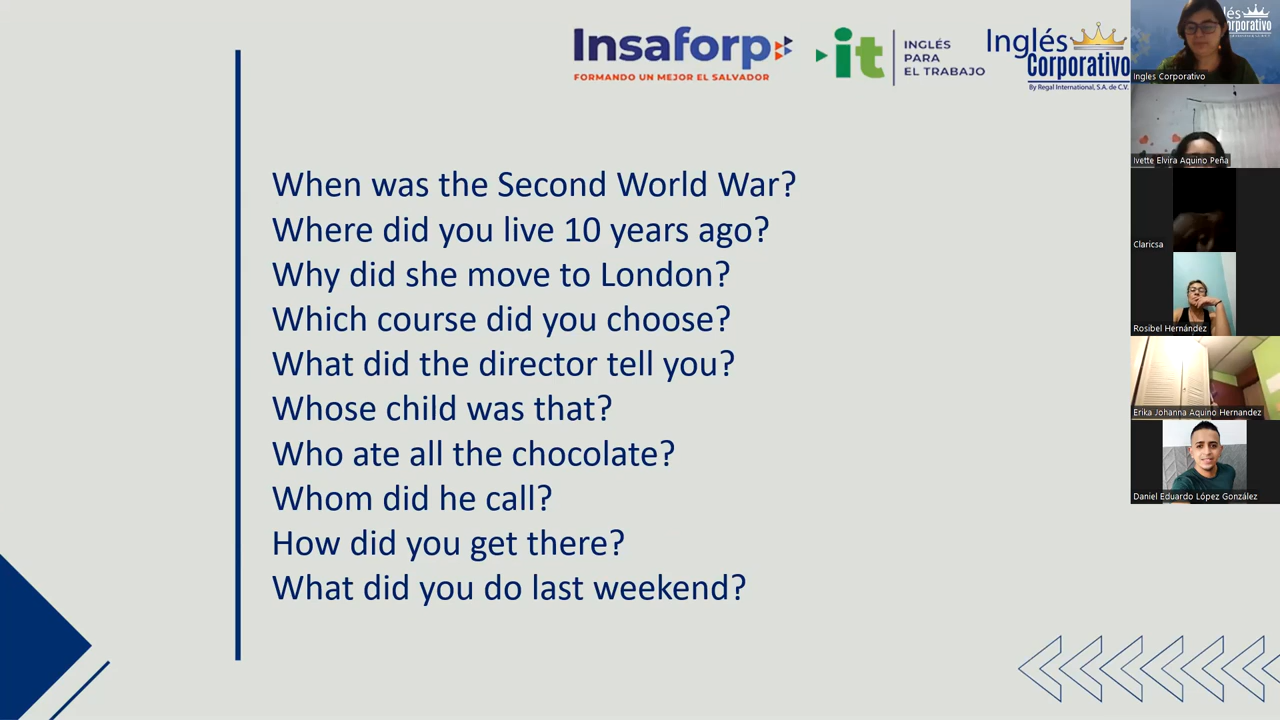 Insaforp
FORMANDO UN MEJOR EL SALVADOR
it
INGLÉS
PARA
EL TRABAJO
Inglés
Corporativo
By Regal International, S.A. de C.V.
When was the Second World War?
Where did you live 10 years ago?
Why did she move to London?
Which course did you choose?
What did the director tell you?
Whose child was that?
Who ate all the chocolate?
Whom did he call?
How did you get there?
What did you do last weekend?
Ingles Corporativo
Ivette Elvira Aquino Peña
Claricsa
Rosibel Hernández
Erika Johanna Aquino Hernandez
Daniel Eduardo López González